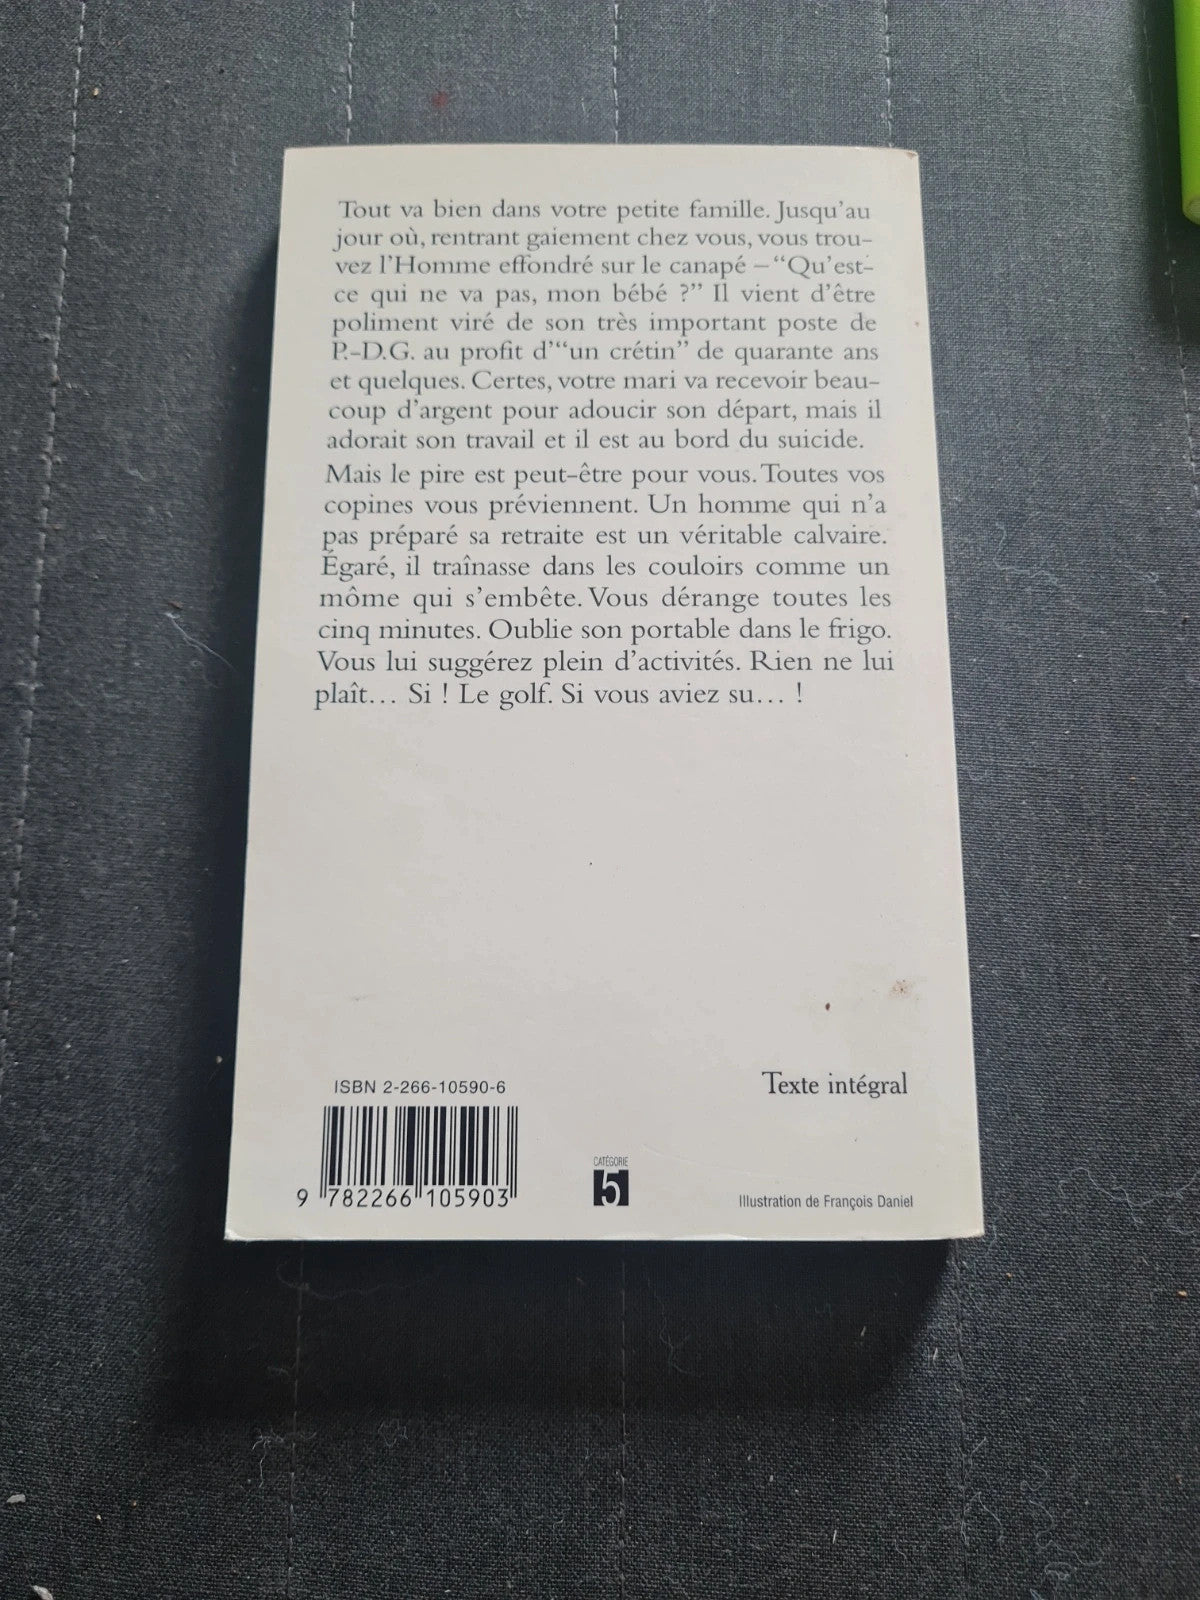 Tout va bien dans votre petite famille. Jusqu'au
jour où, rentrant gaiement chez vous, vous trou-
vez l'Homme effondré sur le canapé – “Qu'est-
ce qui ne va pas, mon bébé ?” Il vient d'être
poliment viré de son très important poste de
P.-D.G. au profit d'“un crétin” de quarante ans
et quelques. Certes, votre mari va recevoir beau-
coup d'argent pour adoucir son départ, mais il
adorait son travail et il est au bord du suicide.
Mais le pire est peut-être pour vous. Toutes vos
copines vous préviennent. Un homme qui n'a
pas préparé sa retraite est un véritable calvaire.
Égaré, il traînasse dans les couloirs comme un
môme qui s'embête. Vous dérange toutes les
cinq minutes. Oublie son portable dans le frigo.
Vous lui suggérez plein d'activités. Rien ne lui
plaît… Si ! Le golf. Si vous aviez su… !
ISBN 2-266-10590-6
Texte intégral
9 782266 105903
CATÉGORIE
5
Illustration de François Daniel